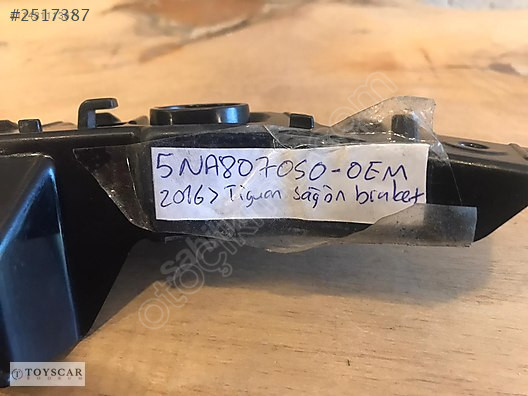 #2517387
5NA807050-OEM
2016> Tiguan Sağön braket
TOYSCAR